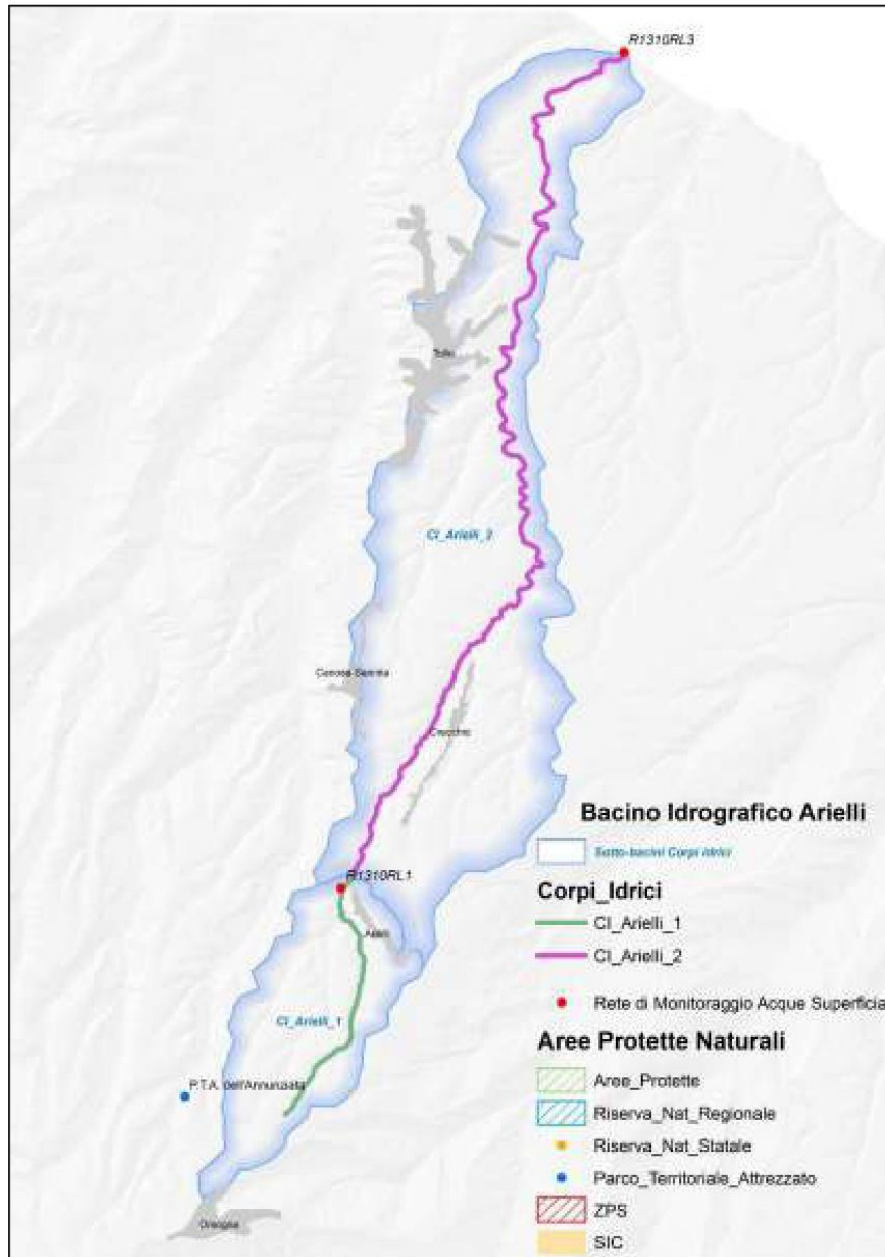 R1310RL3
Tollo
CI_Arielli_2
Canosa-Sannita
Crecchio
R1310RL1
Arielli
CI_Arielli_1
P.T.A. dell'Annunziata
Orsogna
Bacino Idrografico Arielli
Sotto-bacini Corpi Idrici
Corpi_Idrici
CI_Arielli_1
CI_Arielli_2
Rete di Monitoraggio Acque Superficia
Aree Protette Naturali
Aree_Protette
Riserva_Nat_Regionale
Riserva_Nat_Statale
Parco_Territoriale_Attrezzato
ZPS
SIC